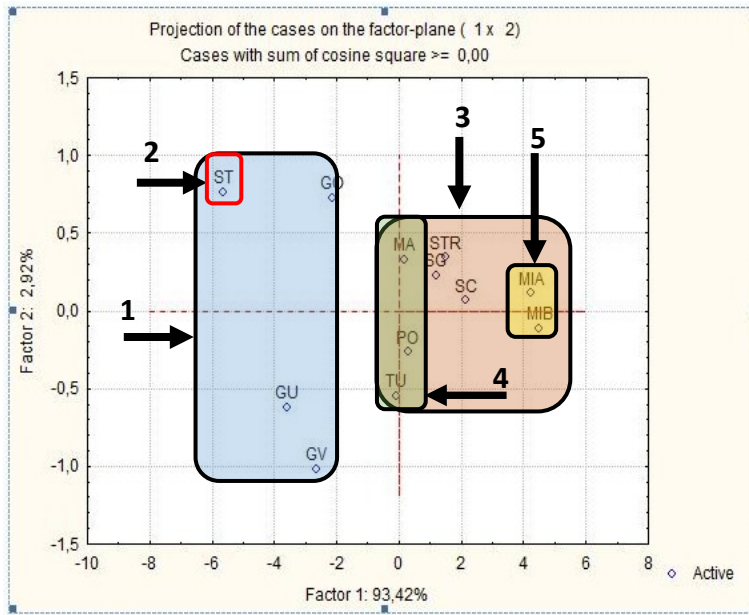 Projection of the cases on the factor-plane ( 1 x 2)
Cases with sum of cosine square >= 0,00
1,5
1,0
0,5
0,0
-0,5
-1,0
-1,5
Factor 2: 2,92%
1
2
3
4
5
ST
GO
MA
STR
SO
SC
MIA
MIB
PO
TU
GU
GV
-10
-8
-6
-4
-2
0
2
4
6
8
Factor 1: 93,42%
Active